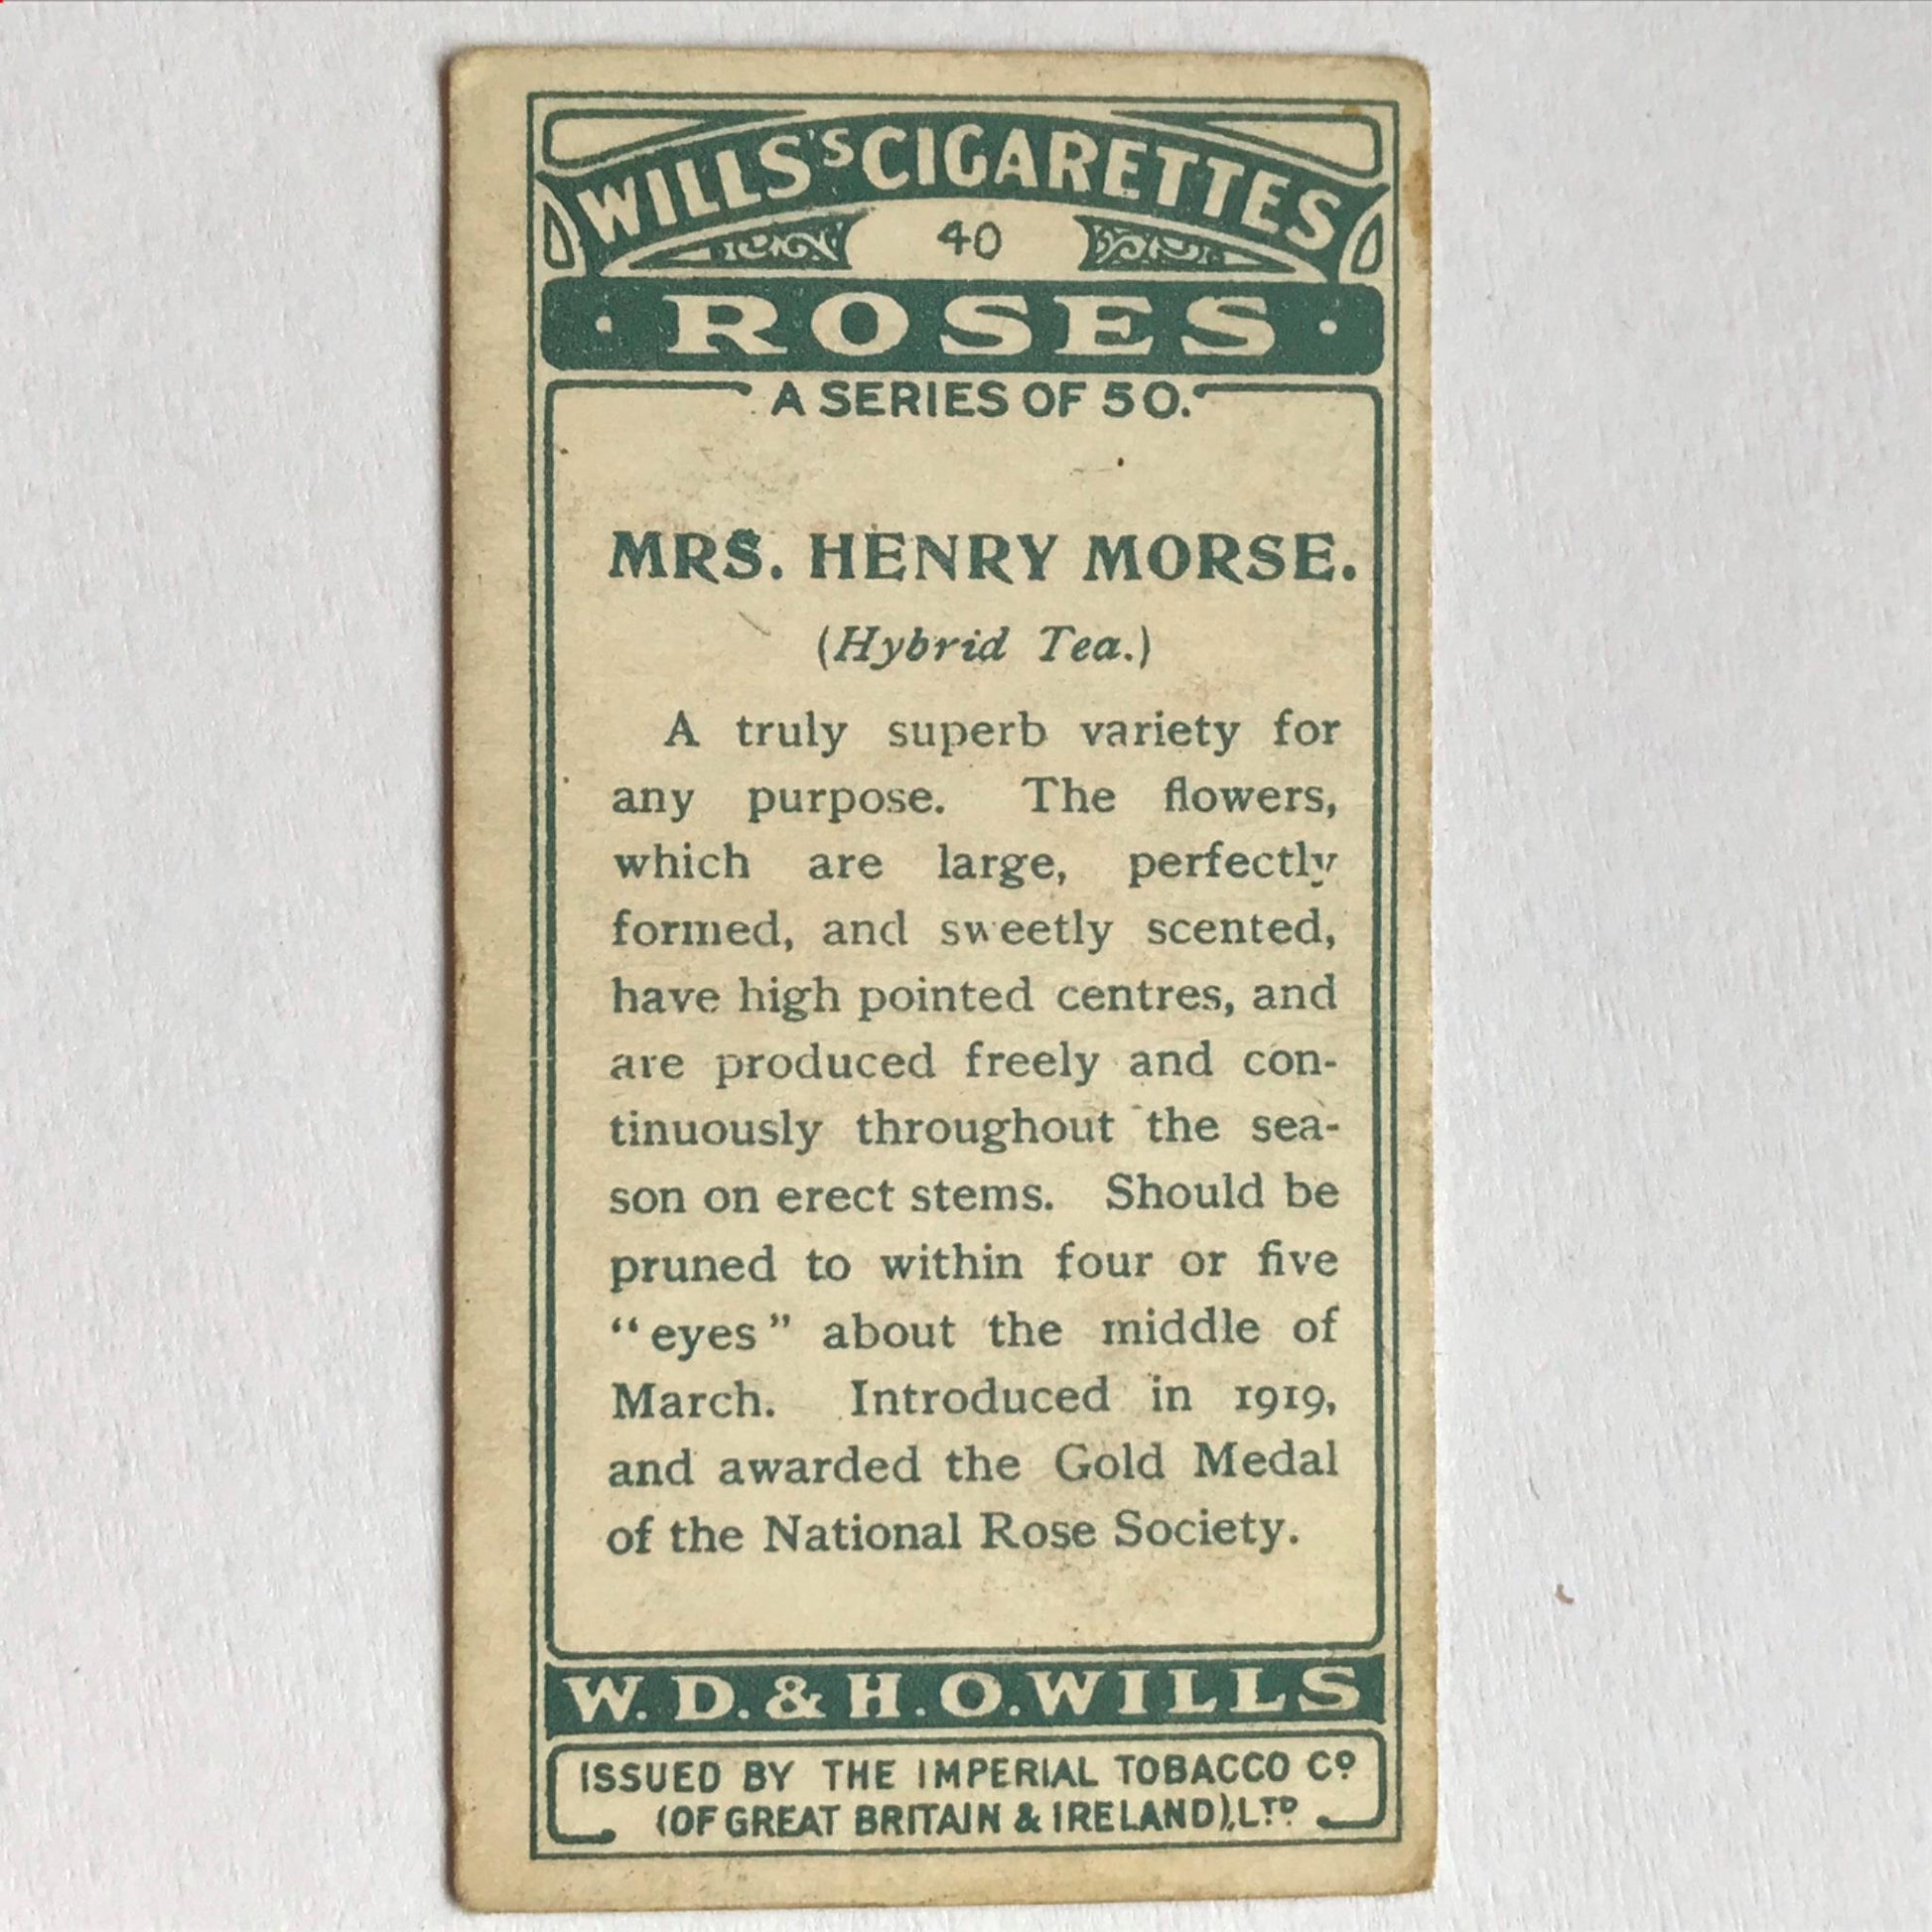 WILLS'S CIGARETTES
40
· ROSES ·
A SERIES OF 50.
MRS. HENRY MORSE.
(Hybrid Tea.)
A truly superb variety for
any purpose. The flowers,
which are large, perfectly
formed, and sweetly scented,
have high pointed centres, and
are produced freely and con-
tinuously throughout the sea-
son on erect stems. Should be
pruned to within four or five
“eyes” about the middle of
March. Introduced in 1919,
and awarded the Gold Medal
of the National Rose Society.
W. D. & H. O. WILLS
ISSUED BY THE IMPERIAL TOBACCO Cº
(OF GREAT BRITAIN & IRELAND), LTD